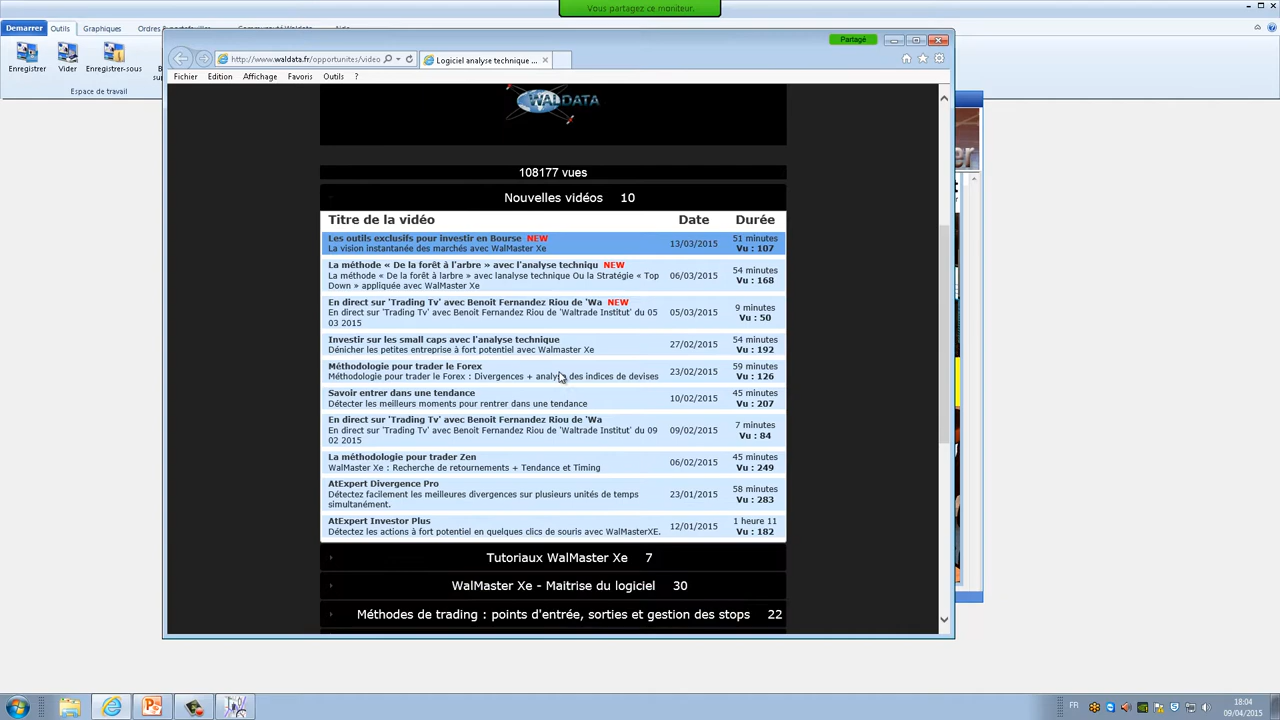 Vous partagez ce moniteur.
Demarrer Outils Graphiques
Enregistrer Vider Enregistrer-sous
Espace de travail
Partagé
http://www.waldata.fr/opportunites/video
Logiciel analyse technique ...
Fichier Edition Affichage Favoris Outils ?
WALDATA
108177 vues
Nouvelles vidéos 10
Titre de la vidéo Date Durée
Les outils exclusifs pour investir en Bourse NEW
La vision instantanée des marchés avec WalMaster Xe
13/03/2015
51 minutes
Vu : 107
La méthode « De la forêt à l'arbre » avec l'analyse techniqu NEW
La méthode « De la forêt à larbre » avec lanalyse technique Ou la Stratégie « Top
Down » appliquée avec WalMaster Xe
06/03/2015
54 minutes
Vu : 168
En direct sur 'Trading Tv' avec Benoit Fernandez Riou de 'Wa NEW
En direct sur 'Trading Tv' avec Benoit Fernandez Riou de 'Waltrade Institut' du 05
03 2015
05/03/2015
9 minutes
Vu : 50
Investir sur les small caps avec l'analyse technique
Dénicher les petites entreprise à fort potentiel avec Walmaster Xe
27/02/2015
54 minutes
Vu : 192
Méthodologie pour trader le Forex
Méthodologie pour trader le Forex : Divergences + analyse des indices de devises
23/02/2015
59 minutes
Vu : 126
Savoir entrer dans une tendance
Détecter les meilleurs moments pour rentrer dans une tendance
10/02/2015
45 minutes
Vu : 207
En direct sur 'Trading Tv' avec Benoit Fernandez Riou de 'Wa
En direct sur 'Trading Tv' avec Benoit Fernandez Riou de 'Waltrade Institut' du 09
02 2015
09/02/2015
7 minutes
Vu : 84
La méthodologie pour trader Zen
WalMaster Xe : Recherche de retournements + Tendance et Timing
06/02/2015
45 minutes
Vu : 249
AtExpert Divergence Pro
Détectez facilement les meilleures divergences sur plusieurs unités de temps
simultanément.
23/01/2015
58 minutes
Vu : 283
AtExpert Investor Plus
Détectez les actions à fort potentiel en quelques clics de souris avec WalMasterXE.
12/01/2015
1 heure 11
Vu : 182
Tutoriaux WalMaster Xe 7
WalMaster Xe - Maitrise du logiciel 30
Méthodes de trading : points d'entrée, sorties et gestion des stops 22
FR
18:04
09/04/2015